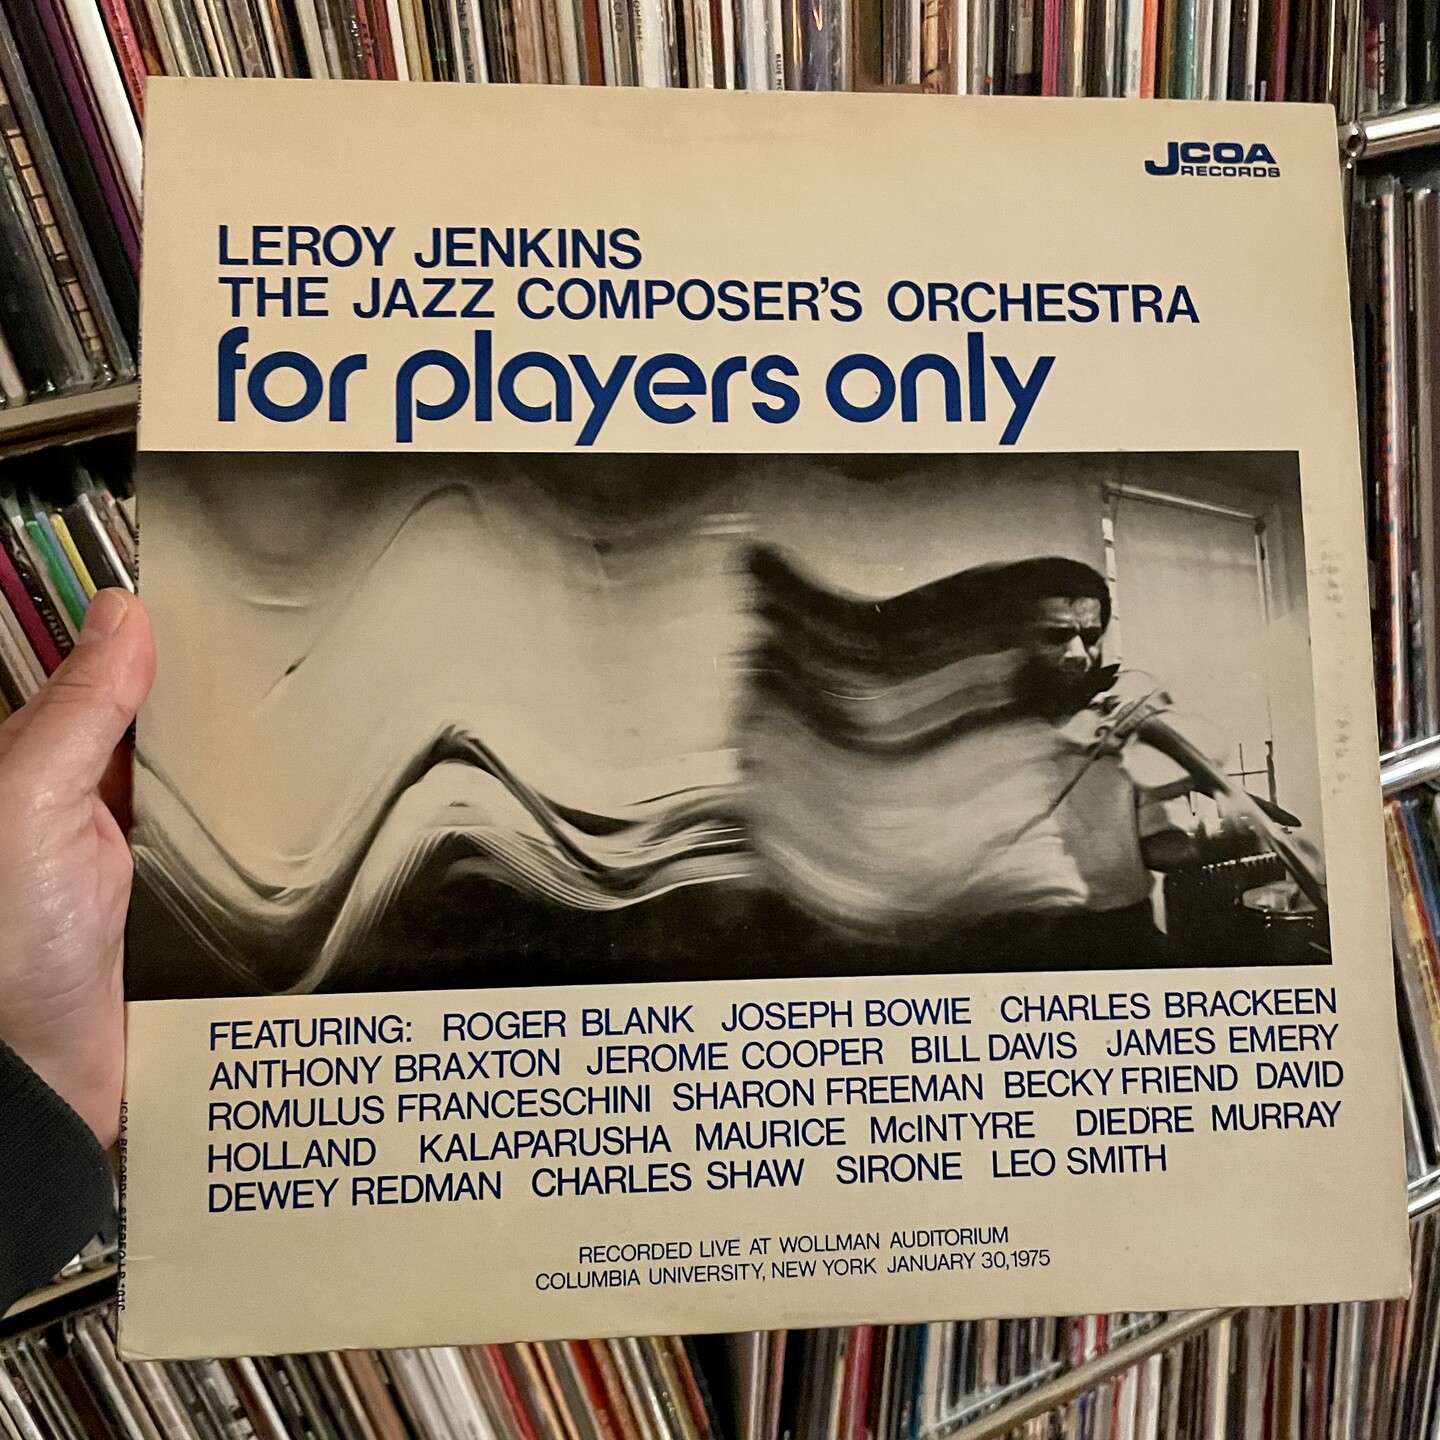 JCOA
RECORDS
LEROY JENKINS
THE JAZZ COMPOSER'S ORCHESTRA
for players only
FEATURING: ROGER BLANK JOSEPH BOWIE CHARLES BRACKEEN
ANTHONY BRAXTON JEROME COOPER BILL DAVIS JAMES EMERY
ROMULUS FRANCESCHINI SHARON FREEMAN BECKY FRIEND DAVID
HOLLAND KALAPARUSHA MAURICE McINTYRE DIEDRE MURRAY
DEWEY REDMAN CHARLES SHAW SIRONE LEO SMITH
RECORDED LIVE AT WOLLMAN AUDITORIUM
COLUMBIA UNIVERSITY, NEW YORK JANUARY 30,1975